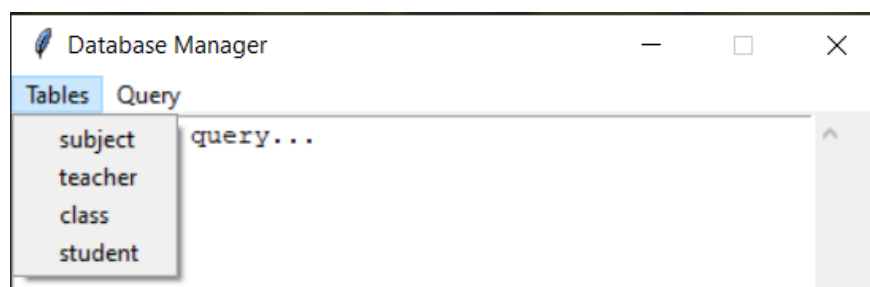 Database Manager
Tables Query
query...
subject
teacher
class
student